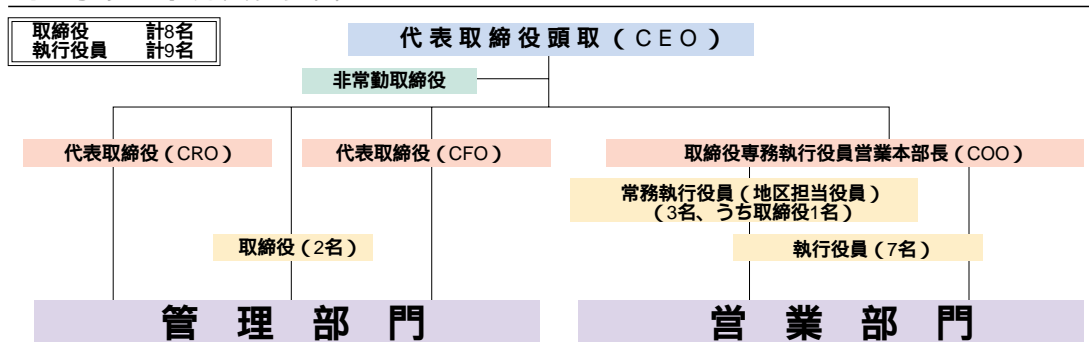 取締役 計8名
執行役員 計9名
代表取締役頭取(CEO)
非常勤取締役
代表取締役(CRO)
代表取締役(CFO)
取締役専務執行役員営業本部長(COO)
常務執行役員(地区担当役員)
(3名、うち取締役1名)
取締役(2名)
執行役員(7名)
管理部門
営業部門